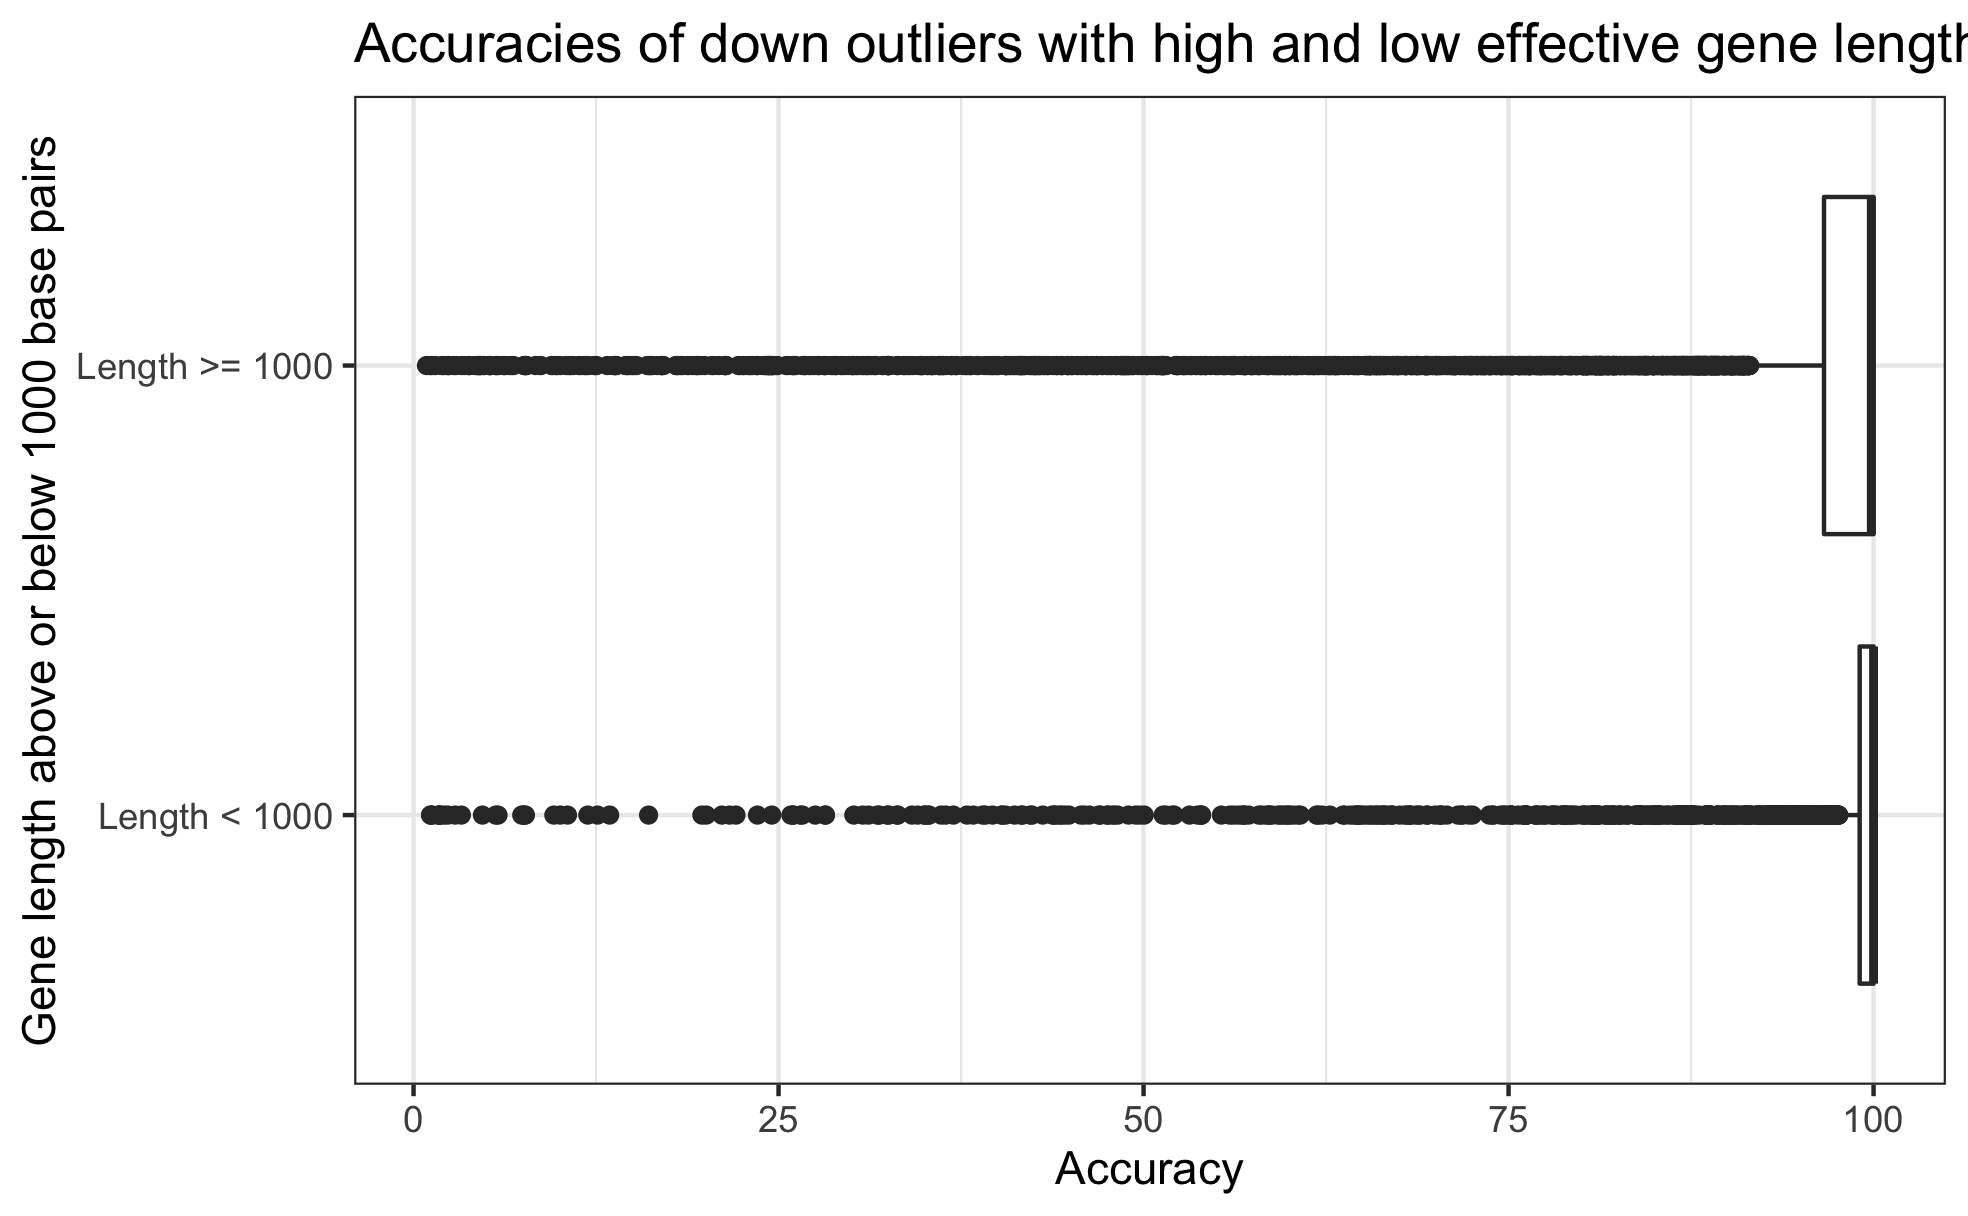 Accuracies of down outliers with high and low effective gene length
Gene length above or below 1000 base pairs
Length >= 1000
Length < 1000
0 25 50 75 100
Accuracy